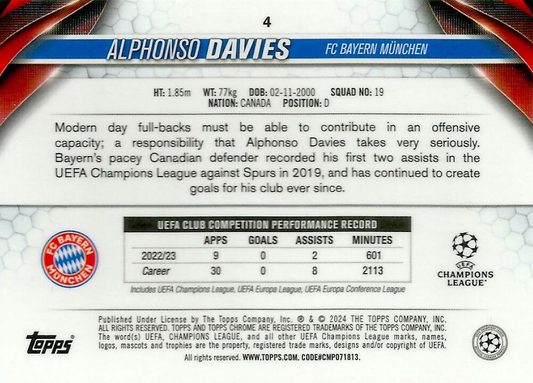 4
ALPHONSO DAVIES FC BAYERN MÜNCHEN
HT: 1.85m WT: 77kg DOB: 02-11-2000 SQUAD NO: 19
NATION: CANADA POSITION: D
Modern day full-backs must be able to contribute in an offensive
capacity; a responsibility that Alphonso Davies takes very seriously.
Bayern's pacey Canadian defender recorded his first two assists in the
UEFA Champions League against Spurs in 2019, and has continued to create
goals for his club ever since.
UEFA CLUB COMPETITION PERFORMANCE RECORD
APPS GOALS ASSISTS MINUTES
2022/23 9 0 2 601
Career 30 0 8 2113
Includes UEFA Champions League, UEFA Europa League, UEFA Europa Conference League
FC BAYERN
MÜNCHEN
UEFA
CHAMPIONS
LEAGUE
Topps
Published Under License by The Topps Company, Inc. ® & © 2024 THE TOPPS COMPANY, INC.
ALL RIGHTS RESERVED. TOPPS AND TOPPS CHROME ARE REGISTERED TRADEMARKS OF THE TOPPS COMPANY, INC.
The word(s) UEFA, CHAMPIONS LEAGUE, and all other UEFA Champions League marks, names,
logos, mascots and trophies are the property, registered trade marks, designs and/or copyright of UEFA.
All rights reserved. WWW.TOPPS.COM. CODE#CMP071813.